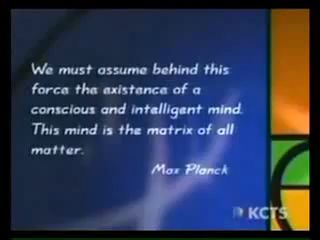 We must assume behind this
force the existence of a
conscious and intelligent mind.
This mind is the matrix of all
matter.
Max Planck
KCTS